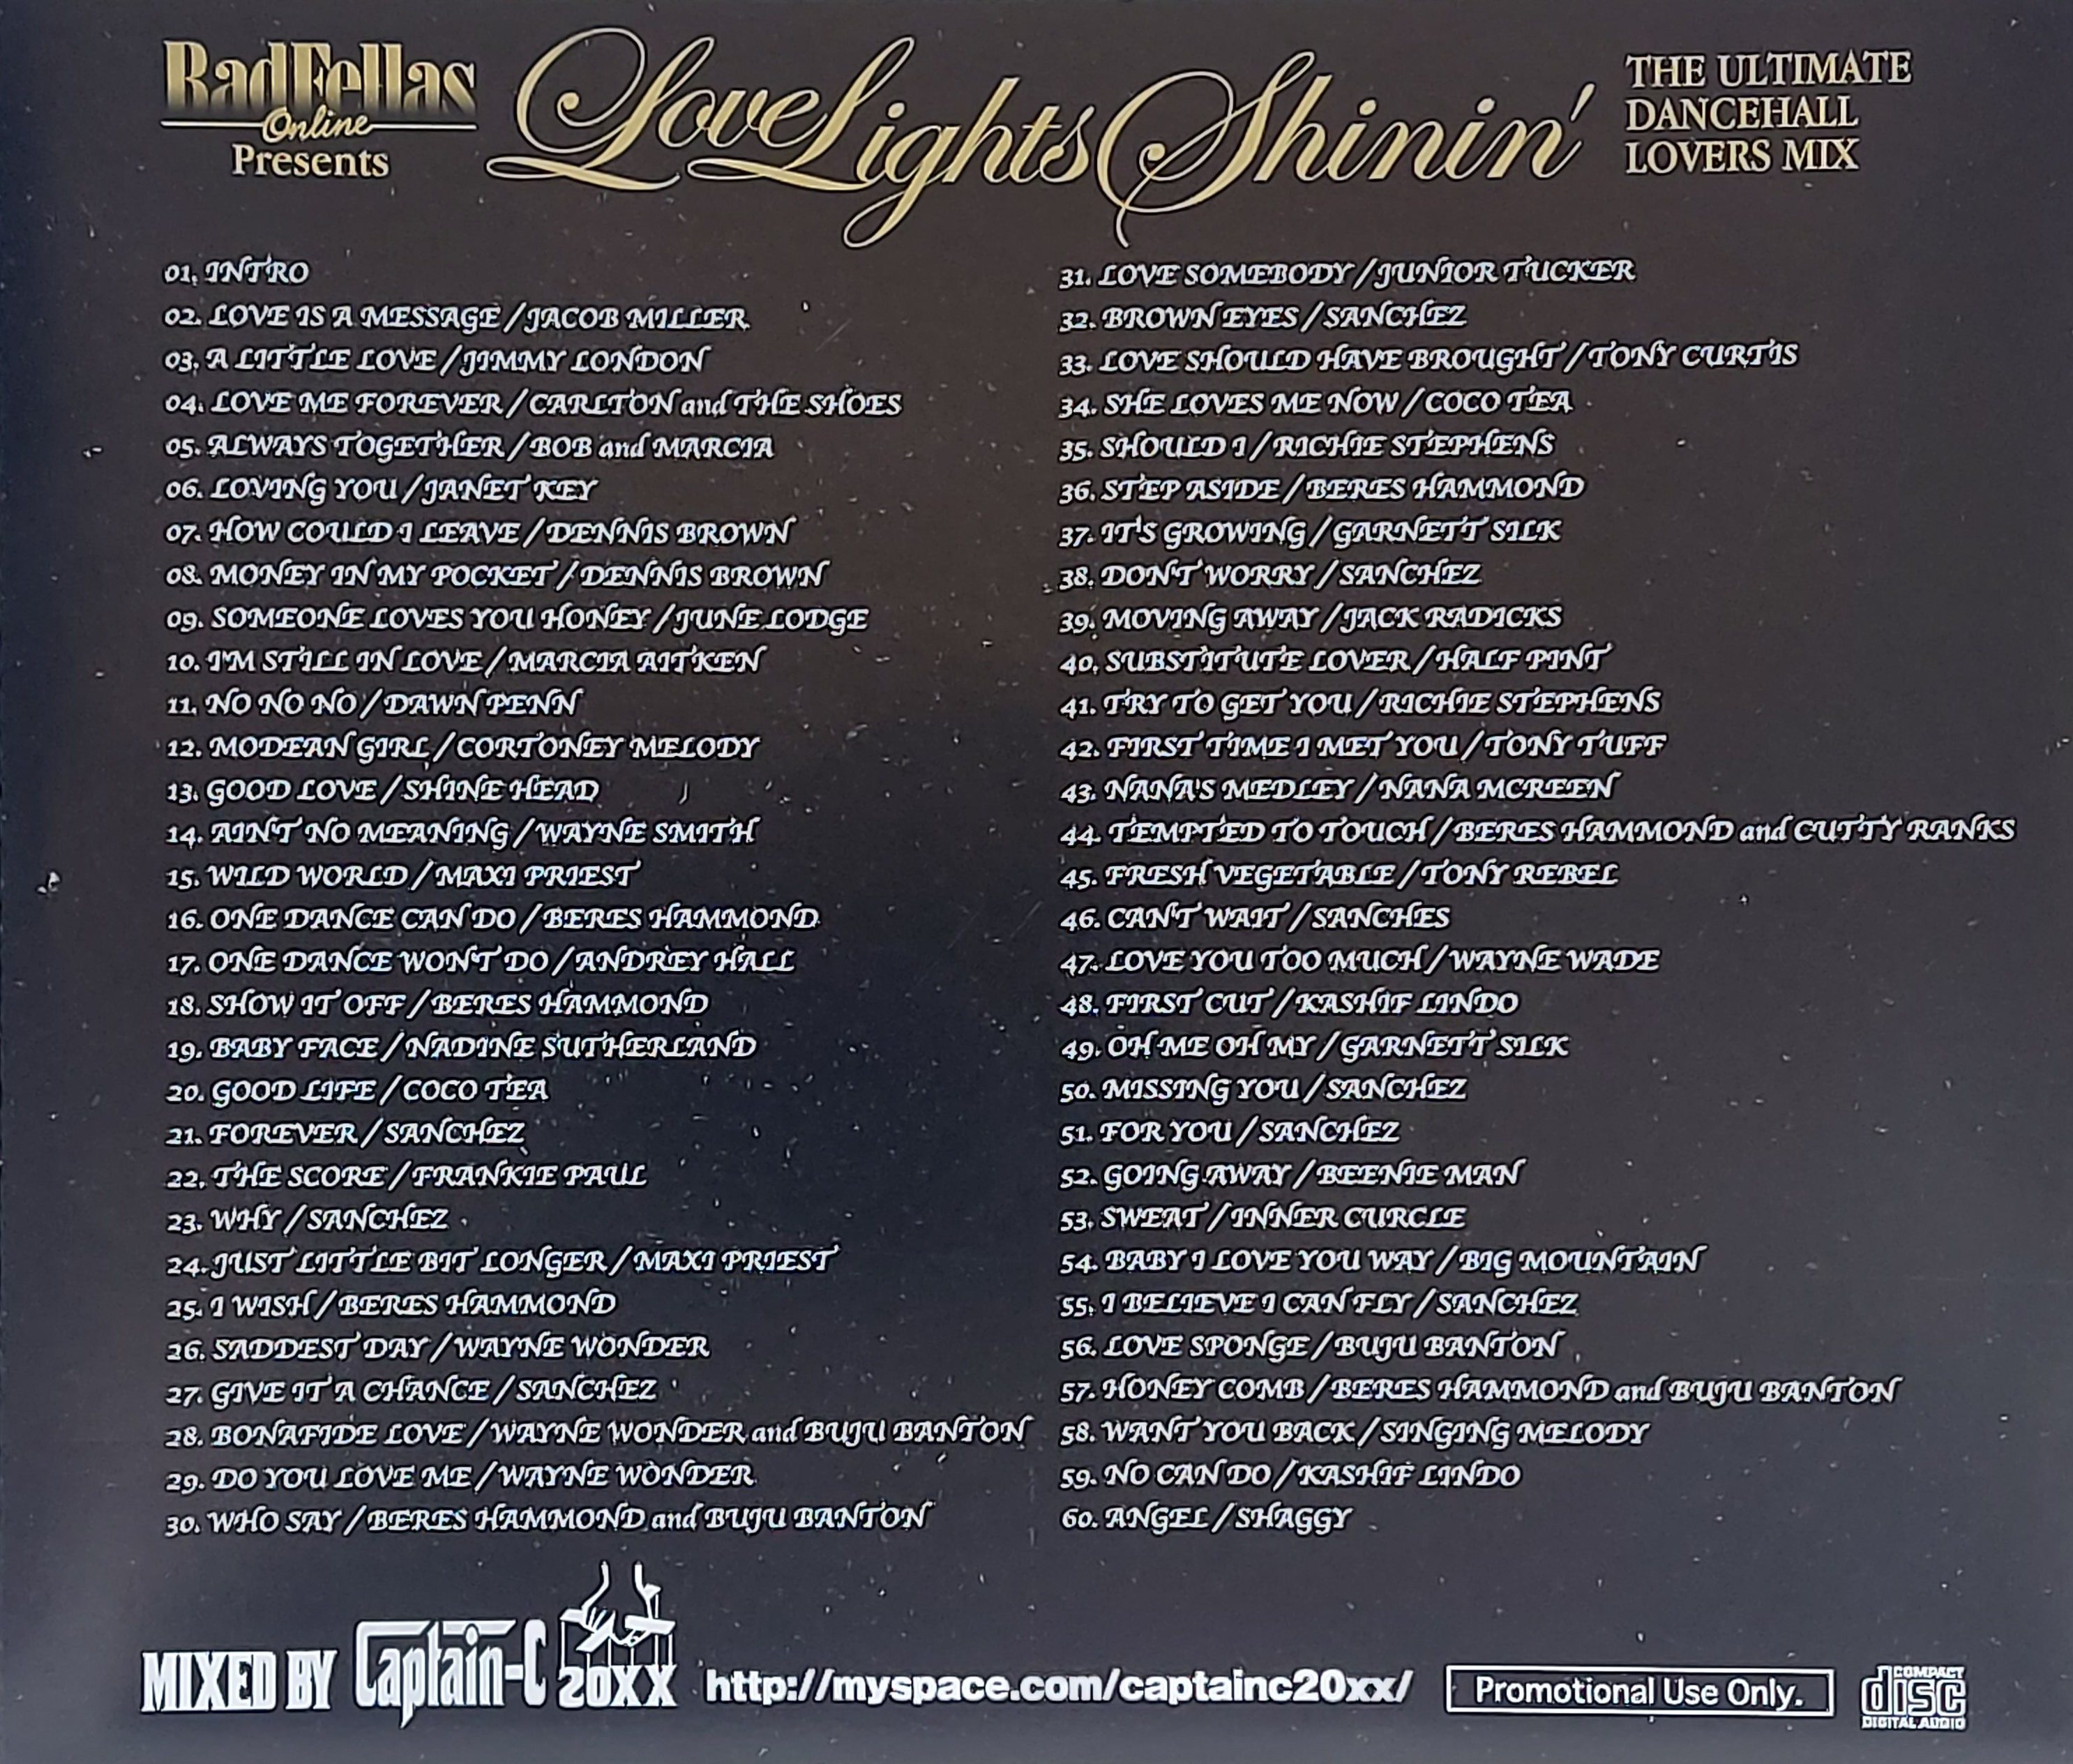 BadFellas
Online
Presents
Love Lights Shinin'
THE ULTIMATE
DANCEHALL
LOVERS MIX
01. INTRO
02. LOVE IS A MESSAGE / JACOB MILLER
03. A LITTLE LOVE / JIMMY LONDON
04. LOVE ME FOREVER / CARLTON and THE SHOES
05. ALWAYS TOGETHER / BOB and MARCIA
06. LOVING YOU / JANET KEY
07. HOW COULD I LEAVE / DENNIS BROWN
08. MONEY IN MY POCKET / DENNIS BROWN
09. SOMEONE LOVES YOU HONEY / JUNE LODGE
10. I'M STILL IN LOVE / MARCIA AITKEN
11. NO NO NO / DAWN PENN
12. MODEAN GIRL / CORTONEY MELODY
13. GOOD LOVE / SHINE HEAD
14. AIN'T NO MEANING / WAYNE SMITH
15. WILD WORLD / MAXI PRIEST
16. ONE DANCE CAN DO / BERES HAMMOND
17. ONE DANCE WON'T DO / ANDREY HALL
18. SHOW IT OFF / BERES HAMMOND
19. BABY FACE / NADINE SUTHERLAND
20. GOOD LIFE / COCO TEA
21. FOREVER / SANCHEZ
22. THE SCORE / FRANKIE PAUL
23. WHY / SANCHEZ
24. JUST LITTLE BIT LONGER / MAXI PRIEST
25. I WISH / BERES HAMMOND
26. SADDEST DAY / WAYNE WONDER
27. GIVE IT A CHANCE / SANCHEZ
28. BONAFIDE LOVE / WAYNE WONDER and BUJU BANTON
29. DO YOU LOVE ME / WAYNE WONDER
30. WHO SAY / BERES HAMMOND and BUJU BANTON
31. LOVE SOMEBODY / JUNIOR TUCKER
32. BROWN EYES / SANCHEZ
33. LOVE SHOULD HAVE BROUGHT / TONY CURTIS
34. SHE LOVES ME NOW / COCO TEA
35. SHOULD I / RICHIE STEPHENS
36. STEP ASIDE / BERES HAMMOND
37. IT'S GROWING / GARNETT SILK
38. DON'T WORRY / SANCHEZ
39. MOVING AWAY / JACK RADICKS
40. SUBSTITUTE LOVER / HALF PINT
41. TRY TO GET YOU / RICHIE STEPHENS
42. FIRST TIME I MET YOU / TONY TUFF
43. NANA'S MEDLEY / NANA MCREEN
44. TEMPTED TO TOUCH / BERES HAMMOND and CUTTY RANKS
45. FRESH VEGETABLE / TONY REBEL
46. CAN'T WAIT / SANCHES
47. LOVE YOU TOO MUCH / WAYNE WADE
48. FIRST CUT / KASHIF LINDO
49. OH ME OH MY / GARNETT SILK
50. MISSING YOU / SANCHEZ
51. FOR YOU / SANCHEZ
52. GOING AWAY / BEENIE MAN
53. SWEAT / INNER CURCLE
54. BABY I LOVE YOU WAY / BIG MOUNTAIN
55. I BELIEVE I CAN FLY / SANCHEZ
56. LOVE SPONGE / BUJU BANTON
57. HONEY COMB / BERES HAMMOND and BUJU BANTON
58. WANT YOU BACK / SINGING MELODY
59. NO CAN DO / KASHIF LINDO
60. ANGEL / SHAGGY
MIXED BY Captain-C 20XX http://myspace.com/captainc20xx/
Promotional Use Only.
COMPACT
disc
DIGITAL AUDIO